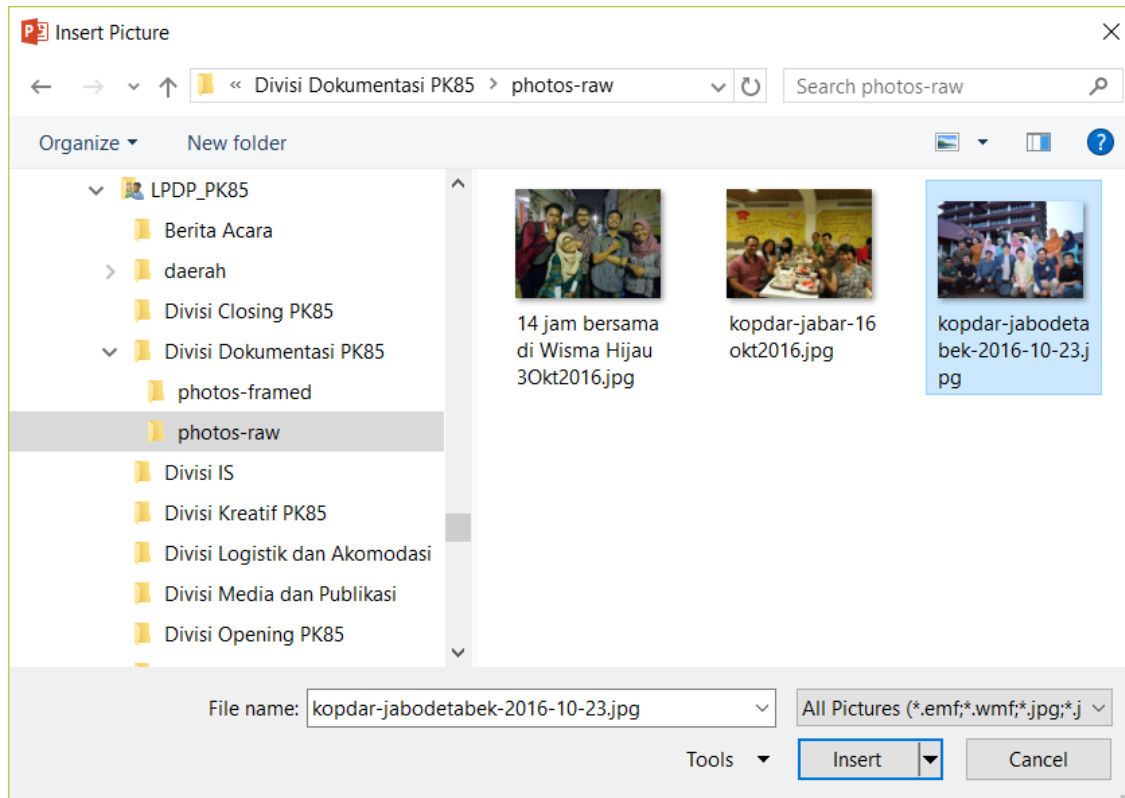 Insert Picture
« Divisi Dokumentasi PK85 > photos-raw
Search photos-raw
Organize
New folder
LPDP_PK85
Berita Acara
daerah
Divisi Closing PK85
Divisi Dokumentasi PK85
photos-framed
photos-raw
Divisi IS
Divisi Kreatif PK85
Divisi Logistik dan Akomodasi
Divisi Media dan Publikasi
Divisi Opening PK85
14 jam bersama
di Wisma Hijau
3Okt2016.jpg
kopdar-jabar-16
okt2016.jpg
kopdar-jabodeta
bek-2016-10-23.j
pg
File name: kopdar-jabodetabek-2016-10-23.jpg
All Pictures (*.emf;*.wmf;*.jpg;*.j
Tools
Insert
Cancel